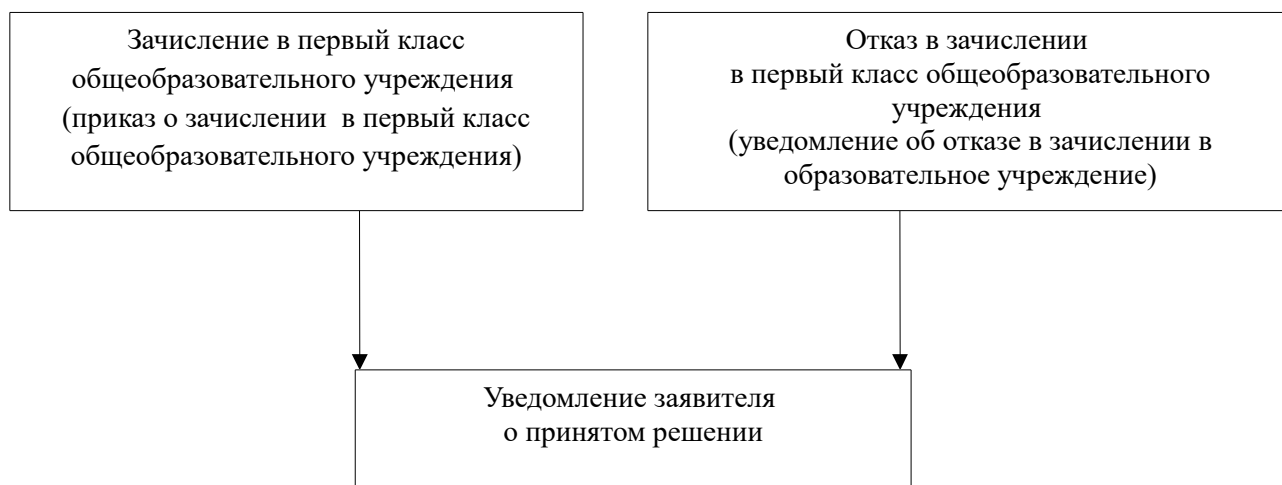 Зачисление в первый класс
общеобразовательного учреждения
(приказ о зачислении в первый класс
общеобразовательного учреждения)
Отказ в зачислении
в первый класс общеобразовательного
учреждения
(уведомление об отказе в зачислении в
образовательное учреждение)
Уведомление заявителя
о принятом решении